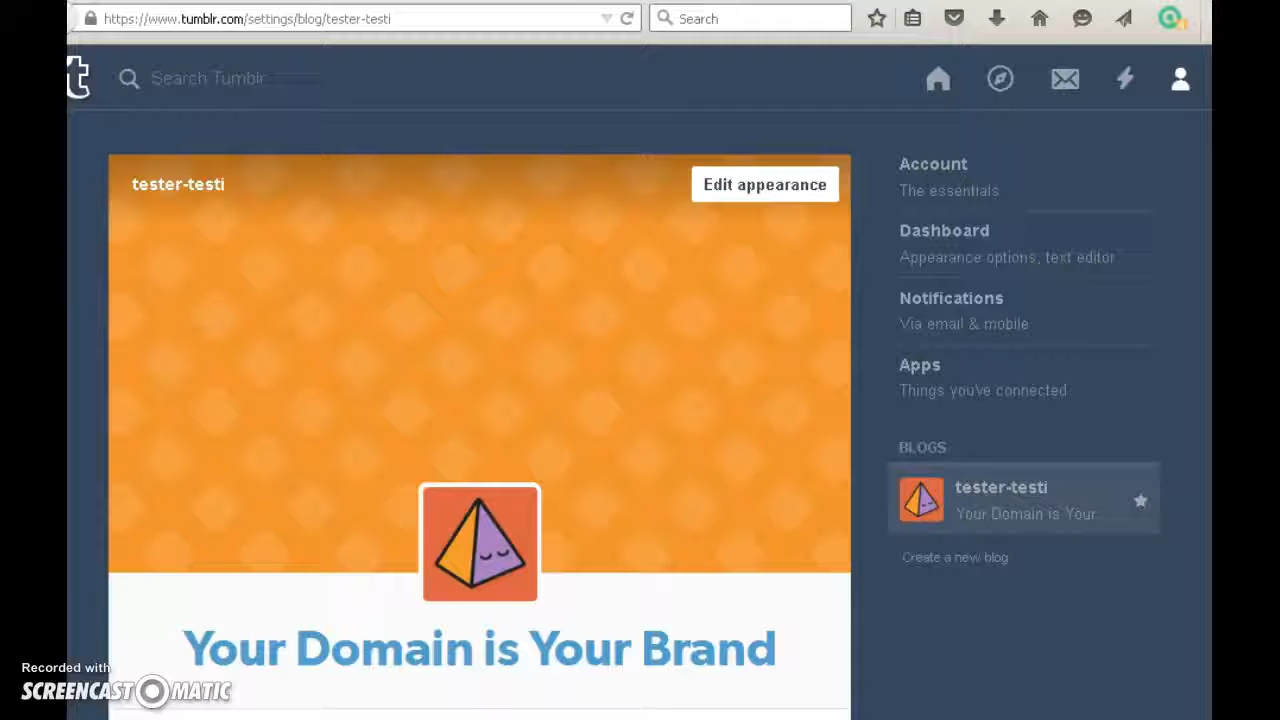 https://www.tumblr.com/settings/blog/tester-testi
Search
t
Search Tumblr
tester-testi
Edit appearance
Your Domain is Your Brand
Account
The essentials
Dashboard
Appearance options, text editor
Notifications
Via email & mobile
Apps
Things you've connected
BLOGS
tester-testi
Your Domain is Your
Create a new blog
Recorded with
SCREENCAST-O-MATIC